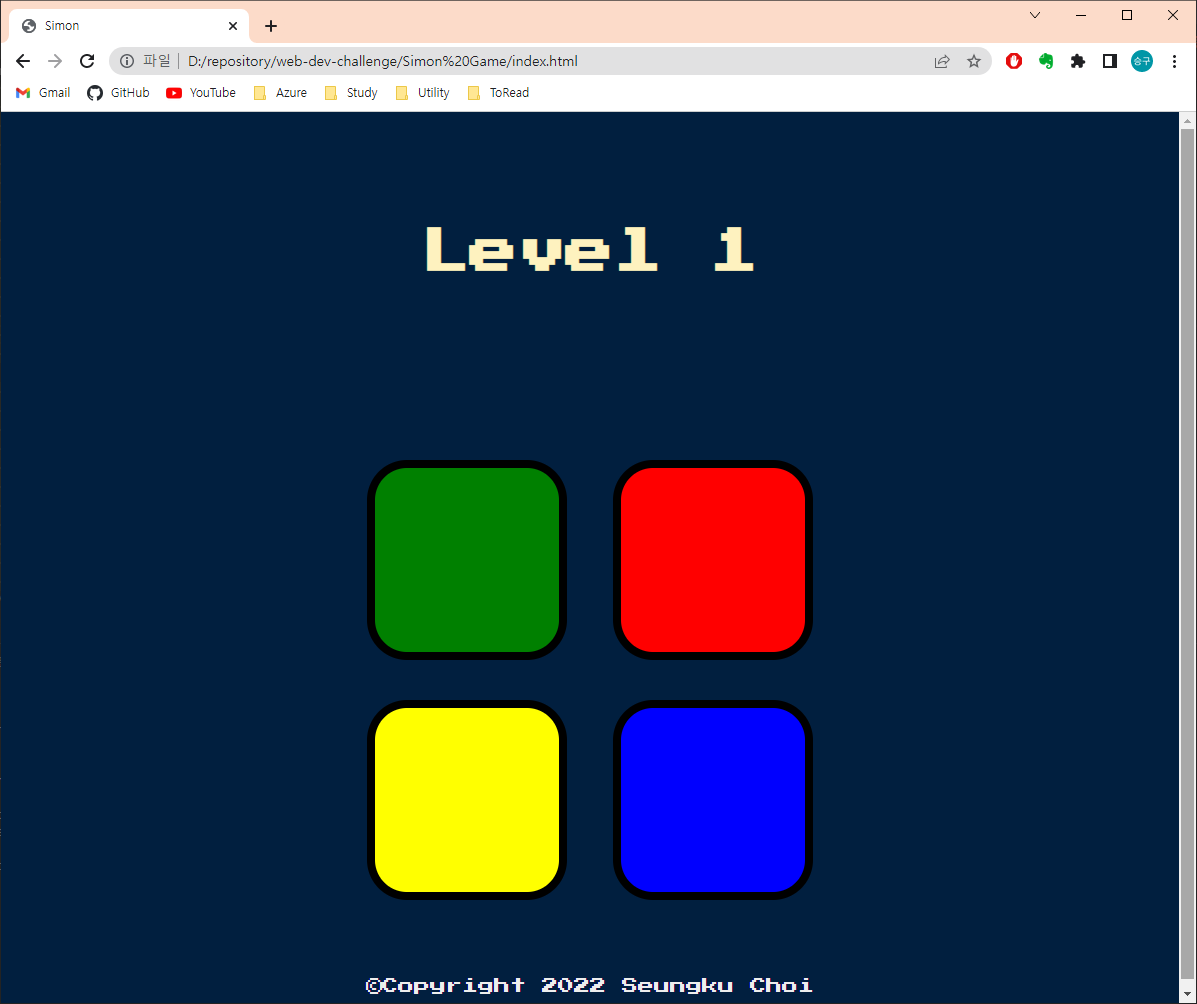 Simon
파일 D:/repository/web-dev-challenge/Simon%20Game/index.html
승구
Gmail GitHub YouTube Azure Study Utility ToRead
Level 1
©Copyright 2022 Seungku Choi